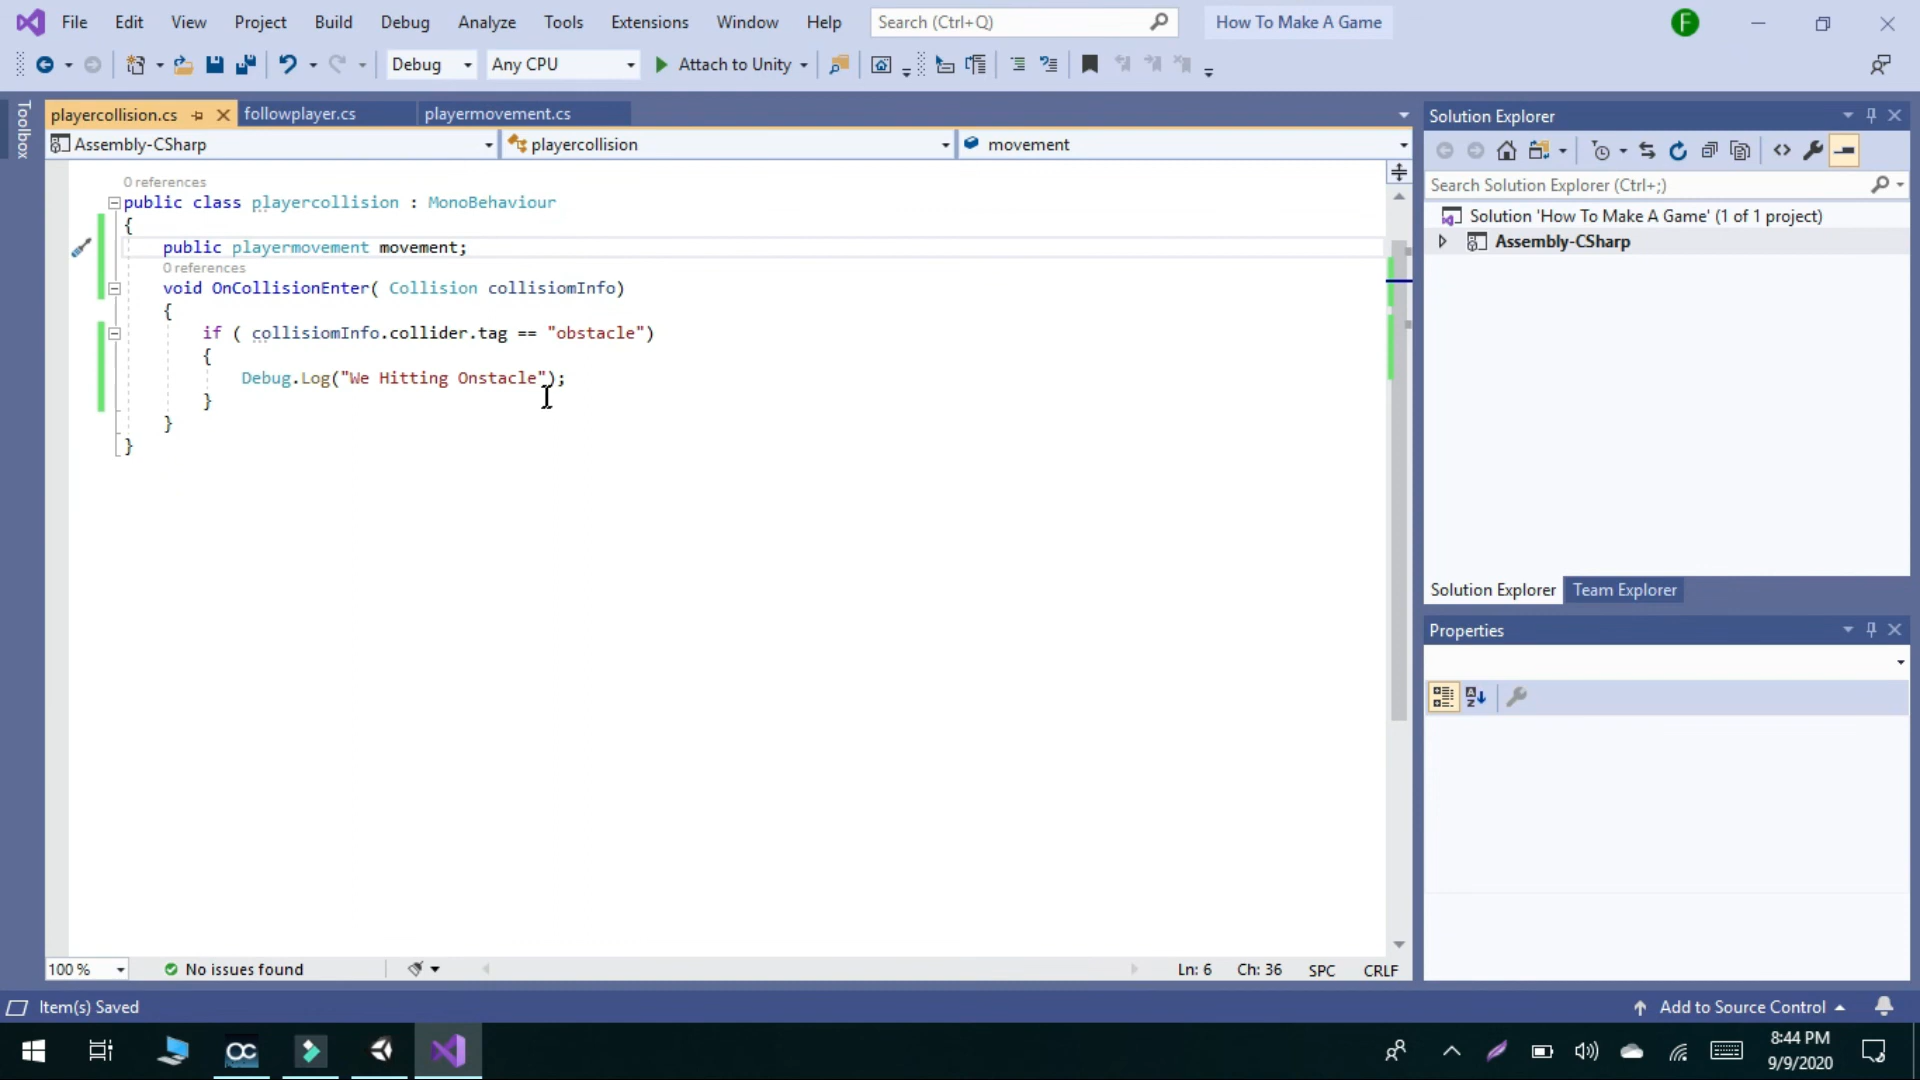 File Edit View Project Build Debug Analyze Tools Extensions Window Help Search (Ctrl+Q) How To Make A Game F
Debug Any CPU Attach to Unity
Toolbox
playercollision.cs followplayer.cs playermovement.cs
Assembly-CSharp playercollision movement
0 references
public class playercollision : MonoBehaviour
{
public playermovement movement;
0 references
void OnCollisionEnter( Collision collisiomInfo)
{
if ( collisiomInfo.collider.tag == "obstacle")
{
Debug.Log("We Hitting Onstacle");
}
}
}
100 % No issues found Ln: 6 Ch: 36 SPC CRLF
Solution Explorer
Search Solution Explorer (Ctrl+;)
Solution 'How To Make A Game' (1 of 1 project)
Assembly-CSharp
Solution Explorer Team Explorer
Properties
Item(s) Saved Add to Source Control
8:44 PM
9/9/2020